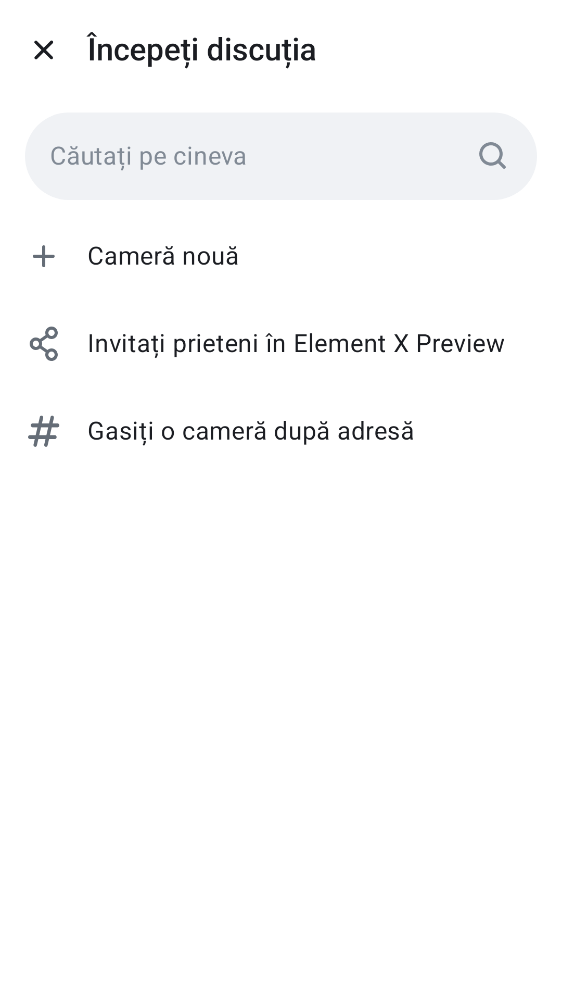 Începeți discuția
Căutați pe cineva
Cameră nouă
Invitați prieteni în Element X Preview
Gasiți o cameră după adresă